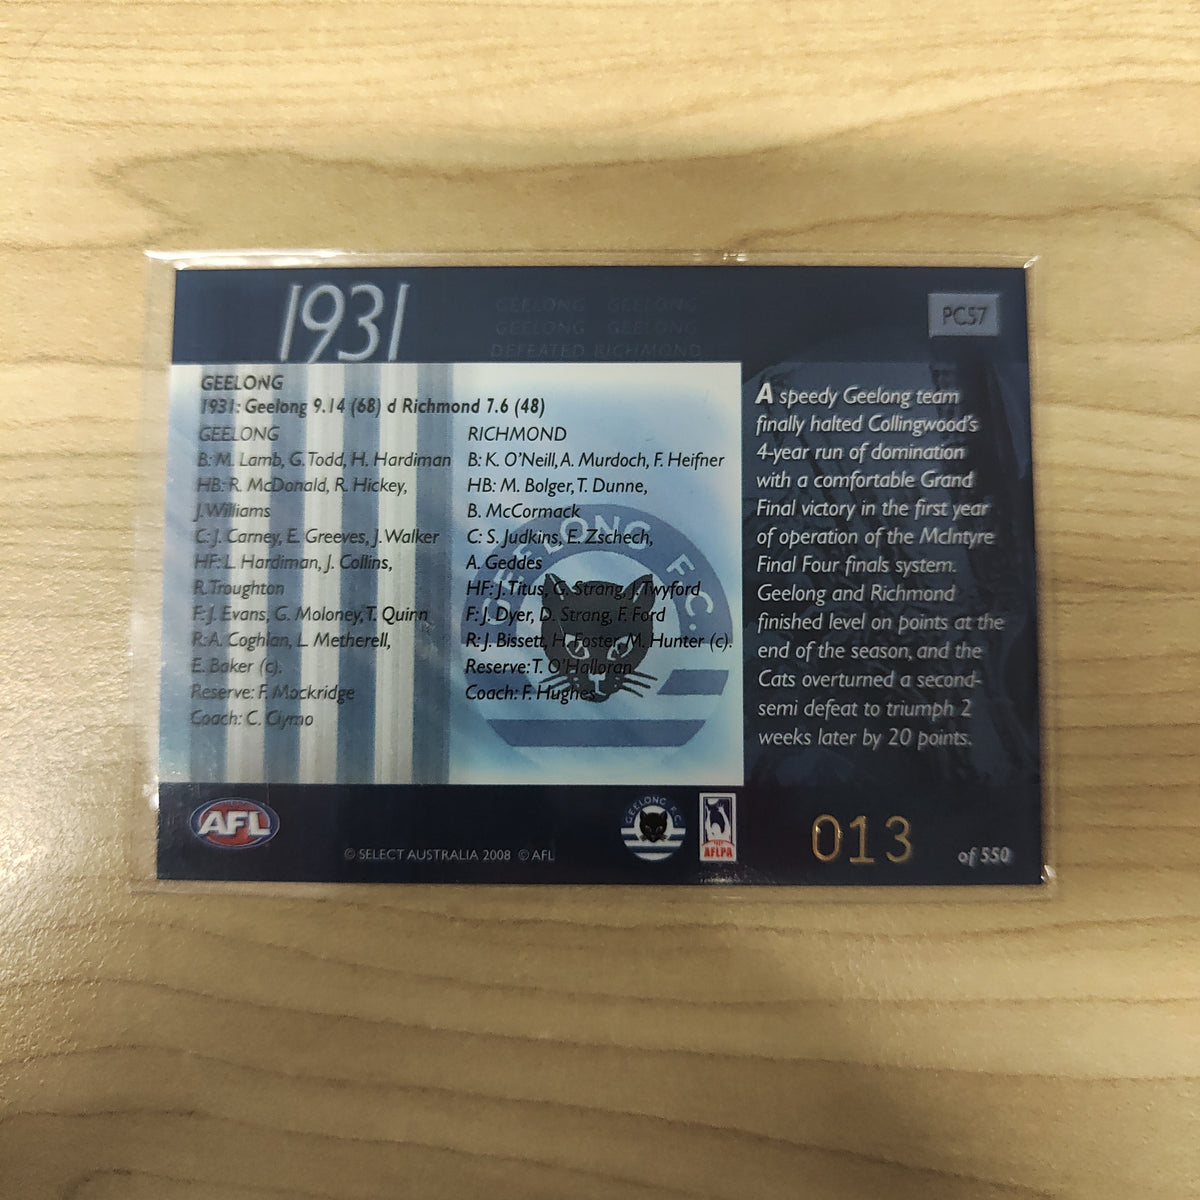 1931
GEELONG GEELONG
GEELONG GEELONG
DEFEATED RICHMOND
PC57
GEELONG
1931: Geelong 9.14 (68) d Richmond 7.6 (48)
GEELONG
B: M. Lamb, G. Todd, H. Hardiman
HB: R. McDonald, R. Hickey,
J. Williams
C: J. Carney, E. Greeves, J. Walker
HF: L. Hardiman, J. Collins,
R. Troughton
F: J. Evans, G. Moloney, T. Quinn
R: A. Coghlan, L. Metherell,
E. Baker (c).
Reserve: F. Mockridge
Coach: C. Clymo
RICHMOND
B: K. O'Neill, A. Murdoch, F. Heifner
HB: M. Bolger, T. Dunne,
B. McCormack
C: S. Judkins, E. Zschech,
A. Geddes
HF: J. Titus, G. Strang, J. Twyford
F: J. Dyer, D. Strang, F. Ford
R: J. Bissett, H. Foster, M. Hunter (c).
Reserve: T. O'Halloran
Coach: F. Hughes
GEELONG F.C.
A speedy Geelong team
finally halted Collingwood's
4-year run of domination
with a comfortable Grand
Final victory in the first year
of operation of the McIntyre
Final Four finals system.
Geelong and Richmond
finished level on points at the
end of the season, and the
Cats overturned a second-
semi defeat to triumph 2
weeks later by 20 points.
AFL
© SELECT AUSTRALIA 2008 © AFL
GEELONG F.C.
AFLPA
013
of 550